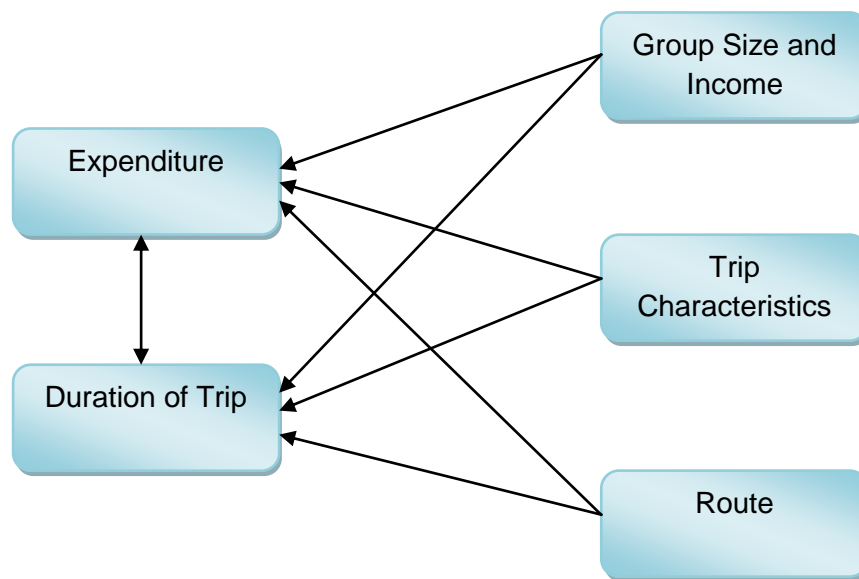 Group Size and
Income
Expenditure
Trip
Characteristics
Duration of Trip
Route